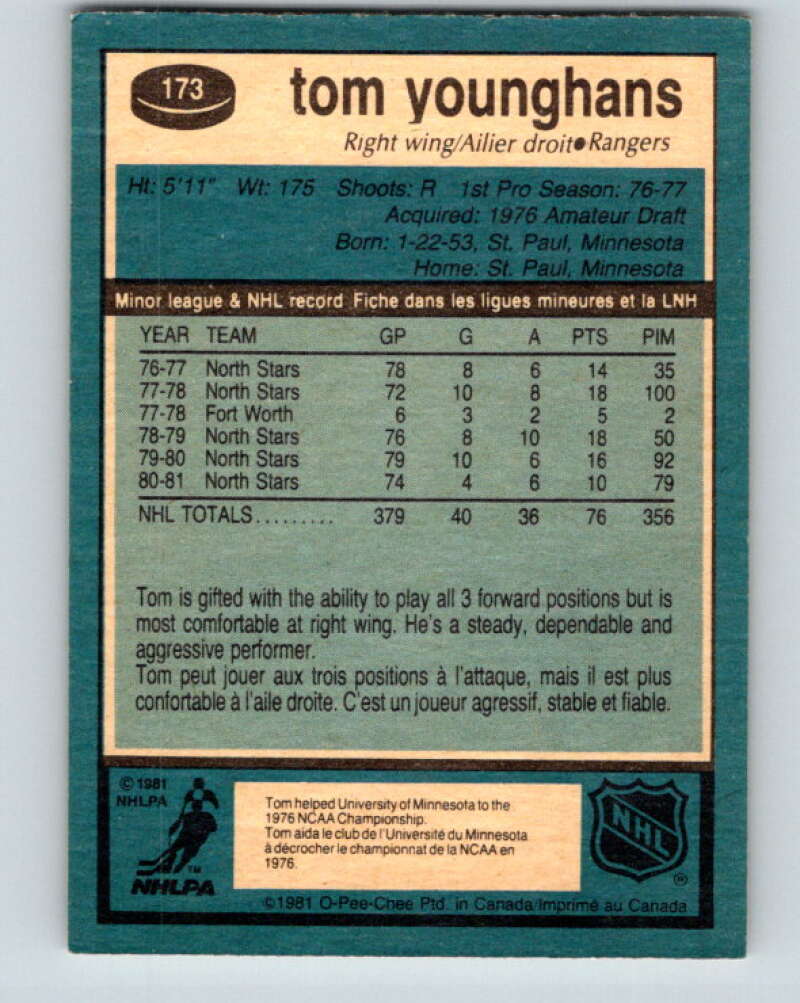 173
tom younghans
Right wing/Ailier droit●Rangers
Ht: 5'11" Wt: 175 Shoots: R 1st Pro Season: 76-77
Acquired: 1976 Amateur Draft
Born: 1-22-53, St. Paul, Minnesota
Home: St. Paul, Minnesota
Minor league & NHL record Fiche dans les ligues mineures et la LNH
YEAR TEAM GP G A PTS PIM
76-77 North Stars 78 8 6 14 35
77-78 North Stars 72 10 8 18 100
77-78 Fort Worth 6 3 2 5 2
78-79 North Stars 76 8 10 18 50
79-80 North Stars 79 10 6 16 92
80-81 North Stars 74 4 6 10 79
NHL TOTALS......... 379 40 36 76 356
Tom is gifted with the ability to play all 3 forward positions but is
most comfortable at right wing. He's a steady, dependable and
aggressive performer.
Tom peut jouer aux trois positions à l'attaque, mais il est plus
confortable à l'aile droite. C'est un joueur agressif, stable et fiable.
©1981
NHLPA
TM
NHLPA
Tom helped University of Minnesota to the
1976 NCAA Championship.
Tom aida le club de l'Université du Minnesota
à décrocher le championnat de la NCAA en
1976.
NHL
©1981 O-Pee-Chee Ptd. in Canada/Imprimé au Canada